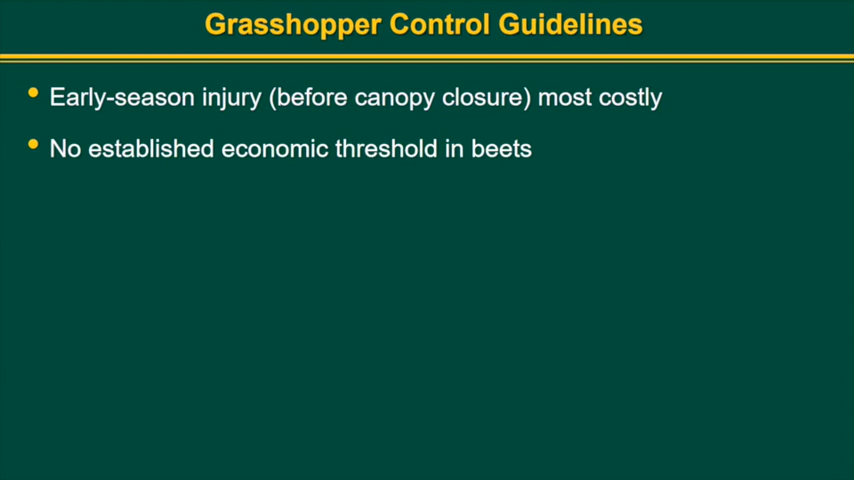 Grasshopper Control Guidelines
• Early-season injury (before canopy closure) most costly
• No established economic threshold in beets